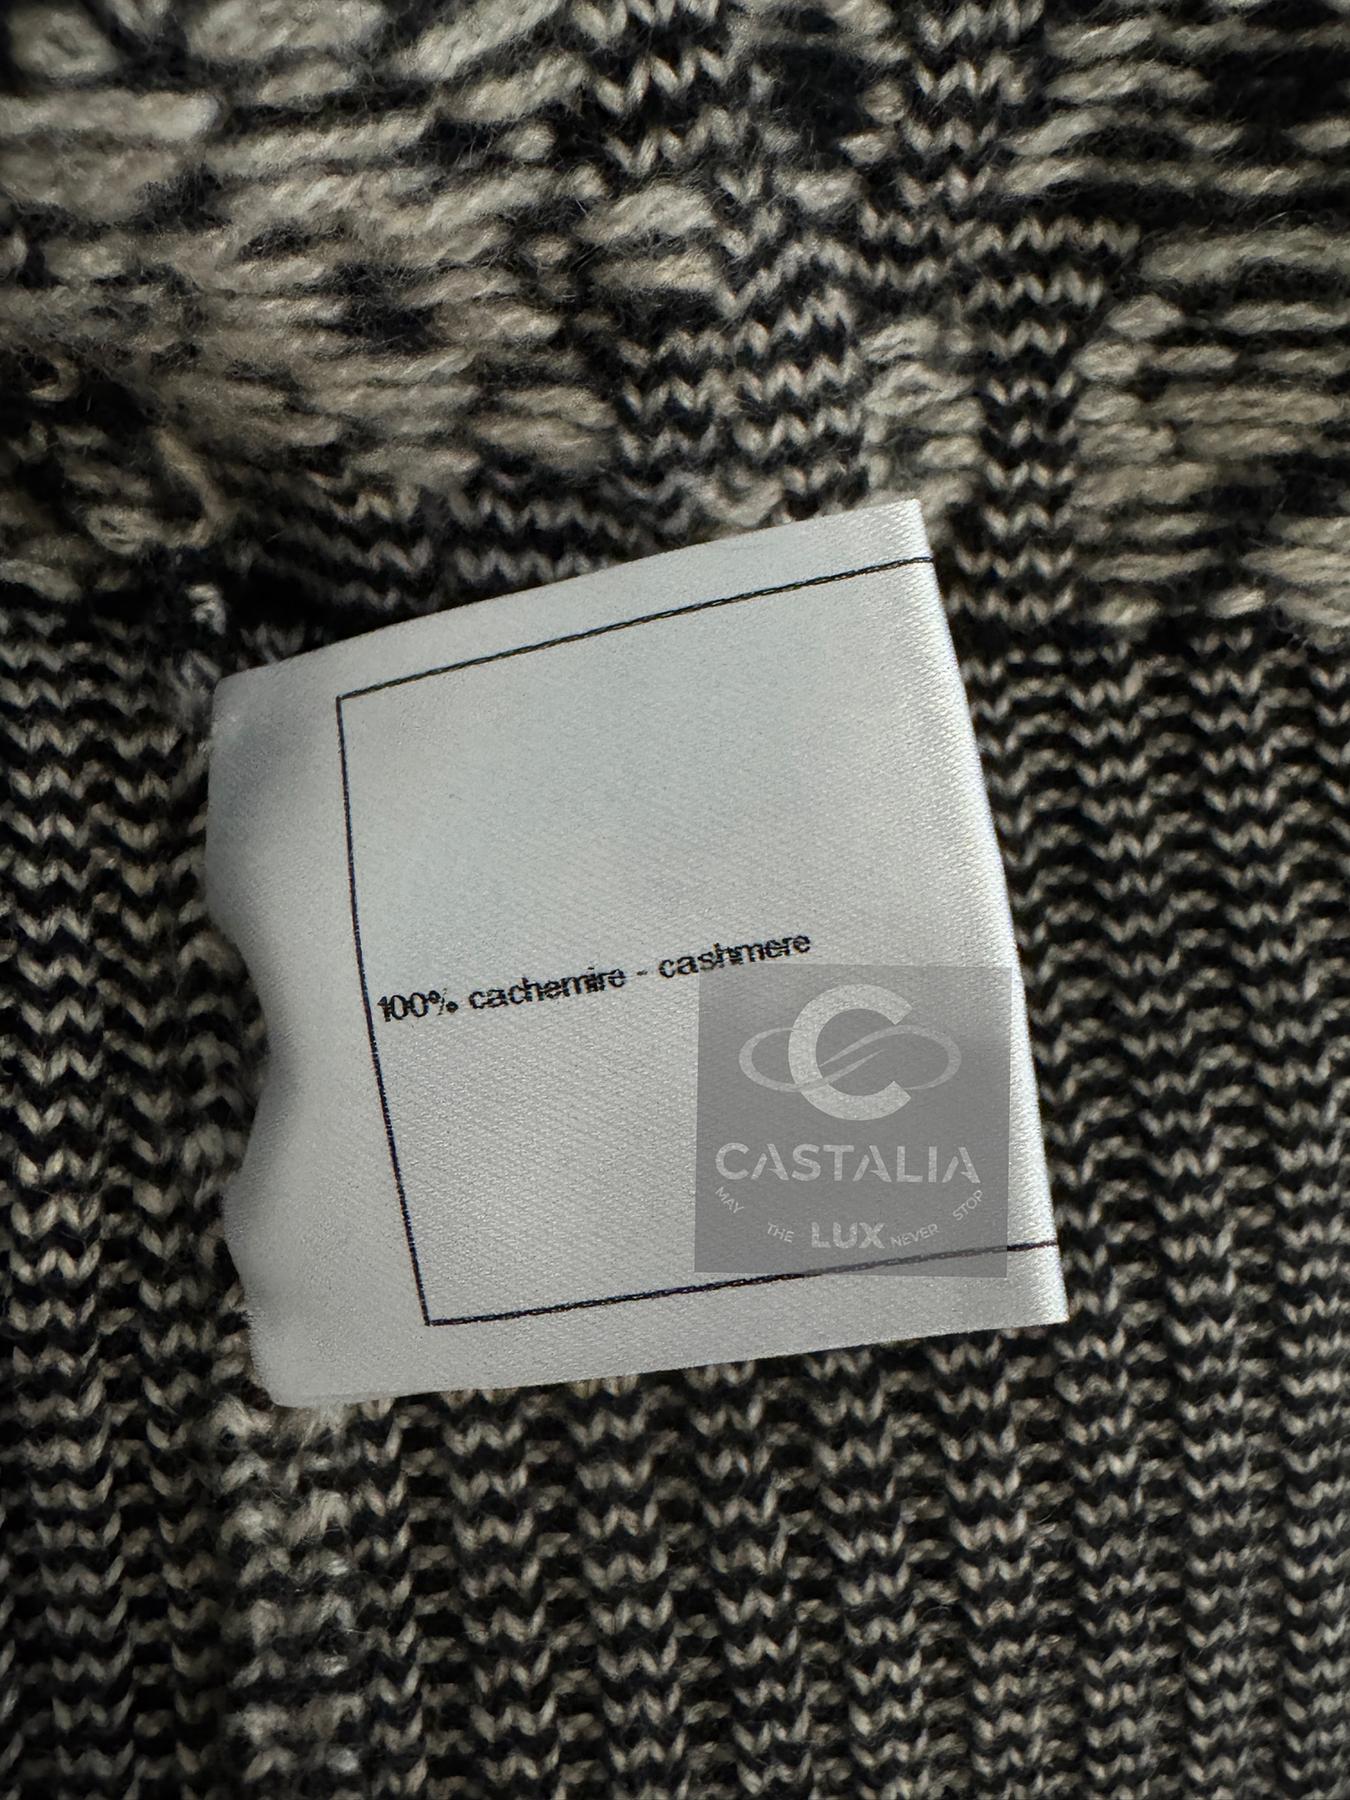 100% cachemire - cashmere
C
CASTALIA
MAY THE LUX NEVER STOP